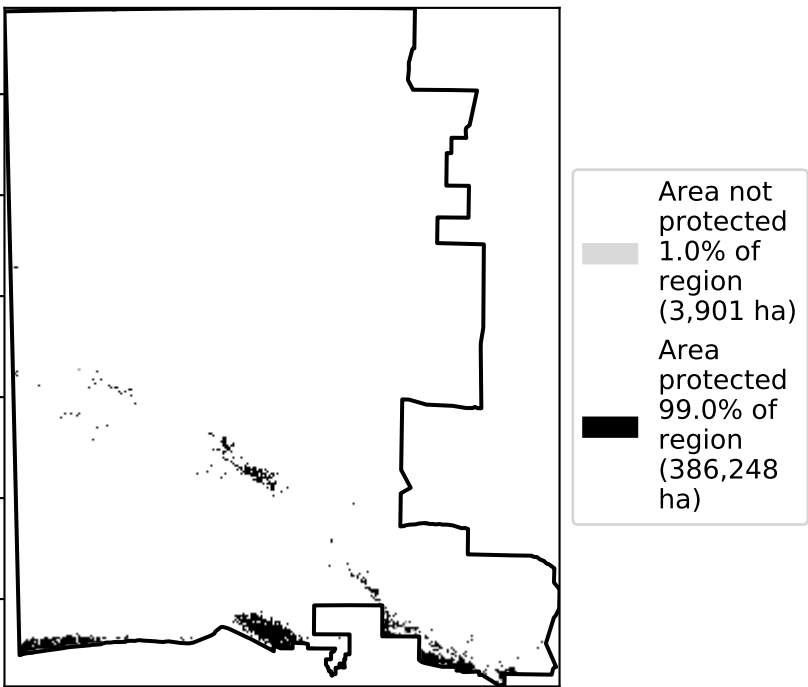 Area not
protected
1.0% of
region
(3,901 ha)
Area
protected
99.0% of
region
(386,248
ha)